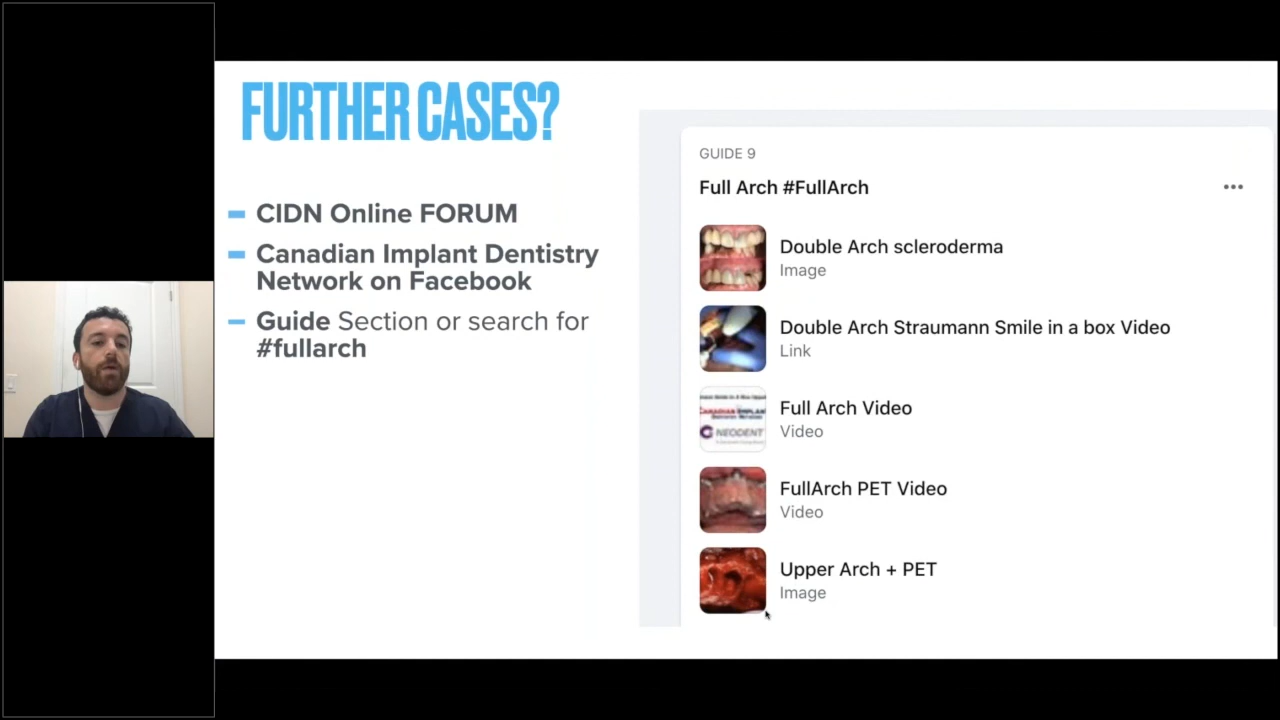 FURTHER CASES?
CIDN Online FORUM
Canadian Implant Dentistry
Network on Facebook
Guide Section or search for
#fullarch
GUIDE 9
Full Arch #FullArch
Double Arch scleroderma
Image
Double Arch Straumann Smile in a box Video
Link
Full Arch Video
Video
NEODENT
FullArch PET Video
Video
Upper Arch + PET
Image